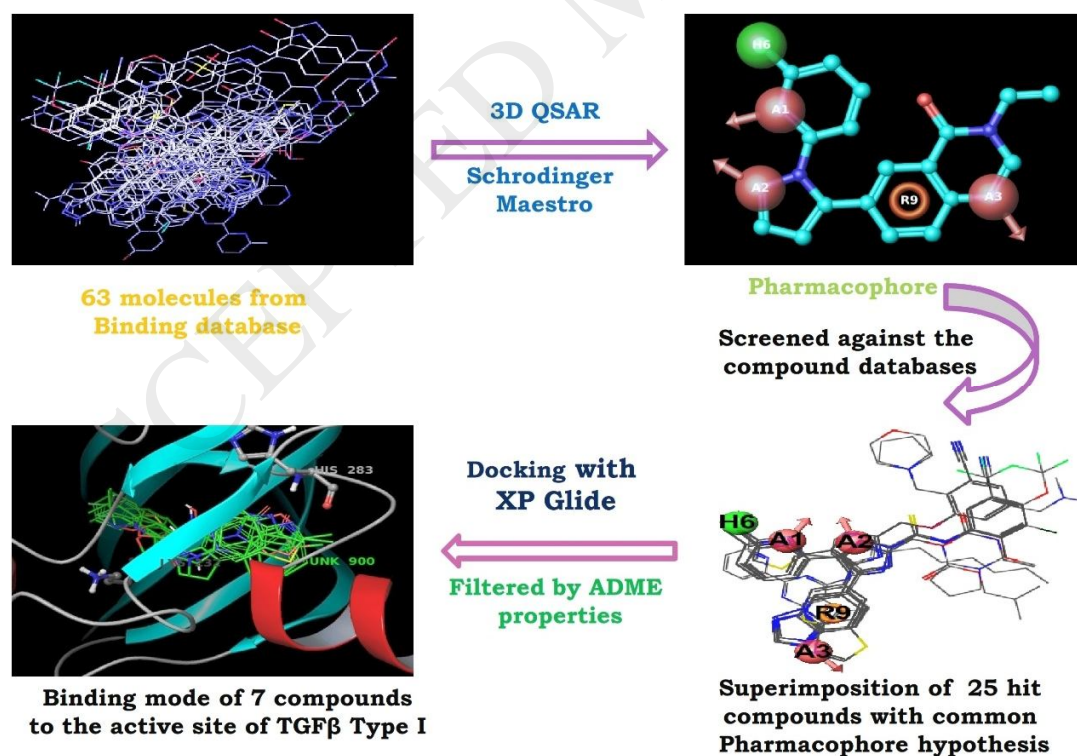 CCEPTED M
H6
A1
A2
R9
A3
3D QSAR
Schrodinger
Maestro
63 molecules from
Binding database
Pharmacophore
Screened against the
compound databases
HIS 283
UNK 900
Docking with
XP Glide
Filtered by ADME
properties
H6
A1
A2
R9
A3
Binding mode of 7 compounds
to the active site of TGFβ Type I
Superimposition of 25 hit
compounds with common
Pharmacophore hypothesis